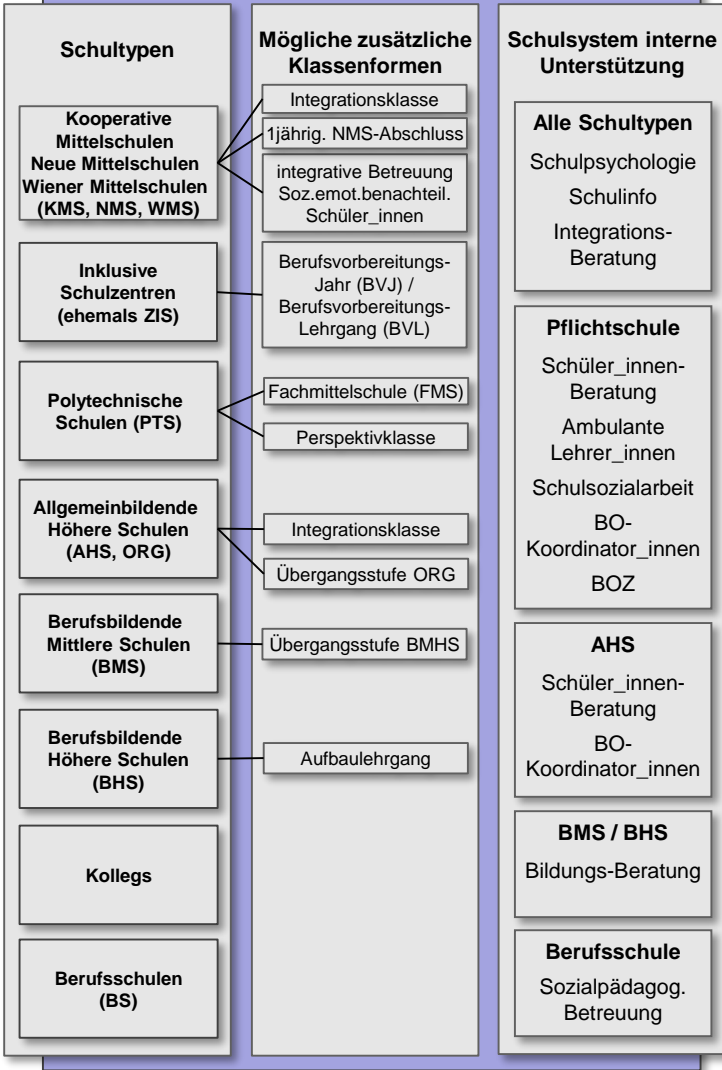 Schultypen
Kooperative
Mittelschulen
Neue Mittelschulen
Wiener Mittelschulen
(KMS, NMS, WMS)
Inklusive
Schulzentren
(ehemals ZIS)
Polytechnische
Schulen (PTS)
Allgemeinbildende
Höhere Schulen
(AHS, ORG)
Berufsbildende
Mittlere Schulen
(BMS)
Berufsbildende
Höhere Schulen
(BHS)
Kollegs
Berufsschulen
(BS)
Mögliche zusätzliche
Klassenformen
Integrationsklasse
1jährig. NMS-Abschluss
integrative Betreuung
Soz.emot.benachteil.
Schüler_innen
Berufsvorbereitungs-
Jahr (BVJ) /
Berufsvorbereitungs-
Lehrgang (BVL)
Fachmittelschule (FMS)
Perspektivklasse
Integrationsklasse
Übergangsstufe ORG
Übergangsstufe BMHS
Aufbaulehrgang
Schulsystem interne
Unterstützung
Alle Schultypen
Schulpsychologie
Schulinfo
Integrations-
Beratung
Pflichtschule
Schüler_innen-
Beratung
Ambulante
Lehrer_innen
Schulsozialarbeit
BO-
Koordinator_innen
BOZ
AHS
Schüler_innen-
Beratung
BO-
Koordinator_innen
BMS / BHS
Bildungs-Beratung
Berufsschule
Sozialpädagog.
Betreuung